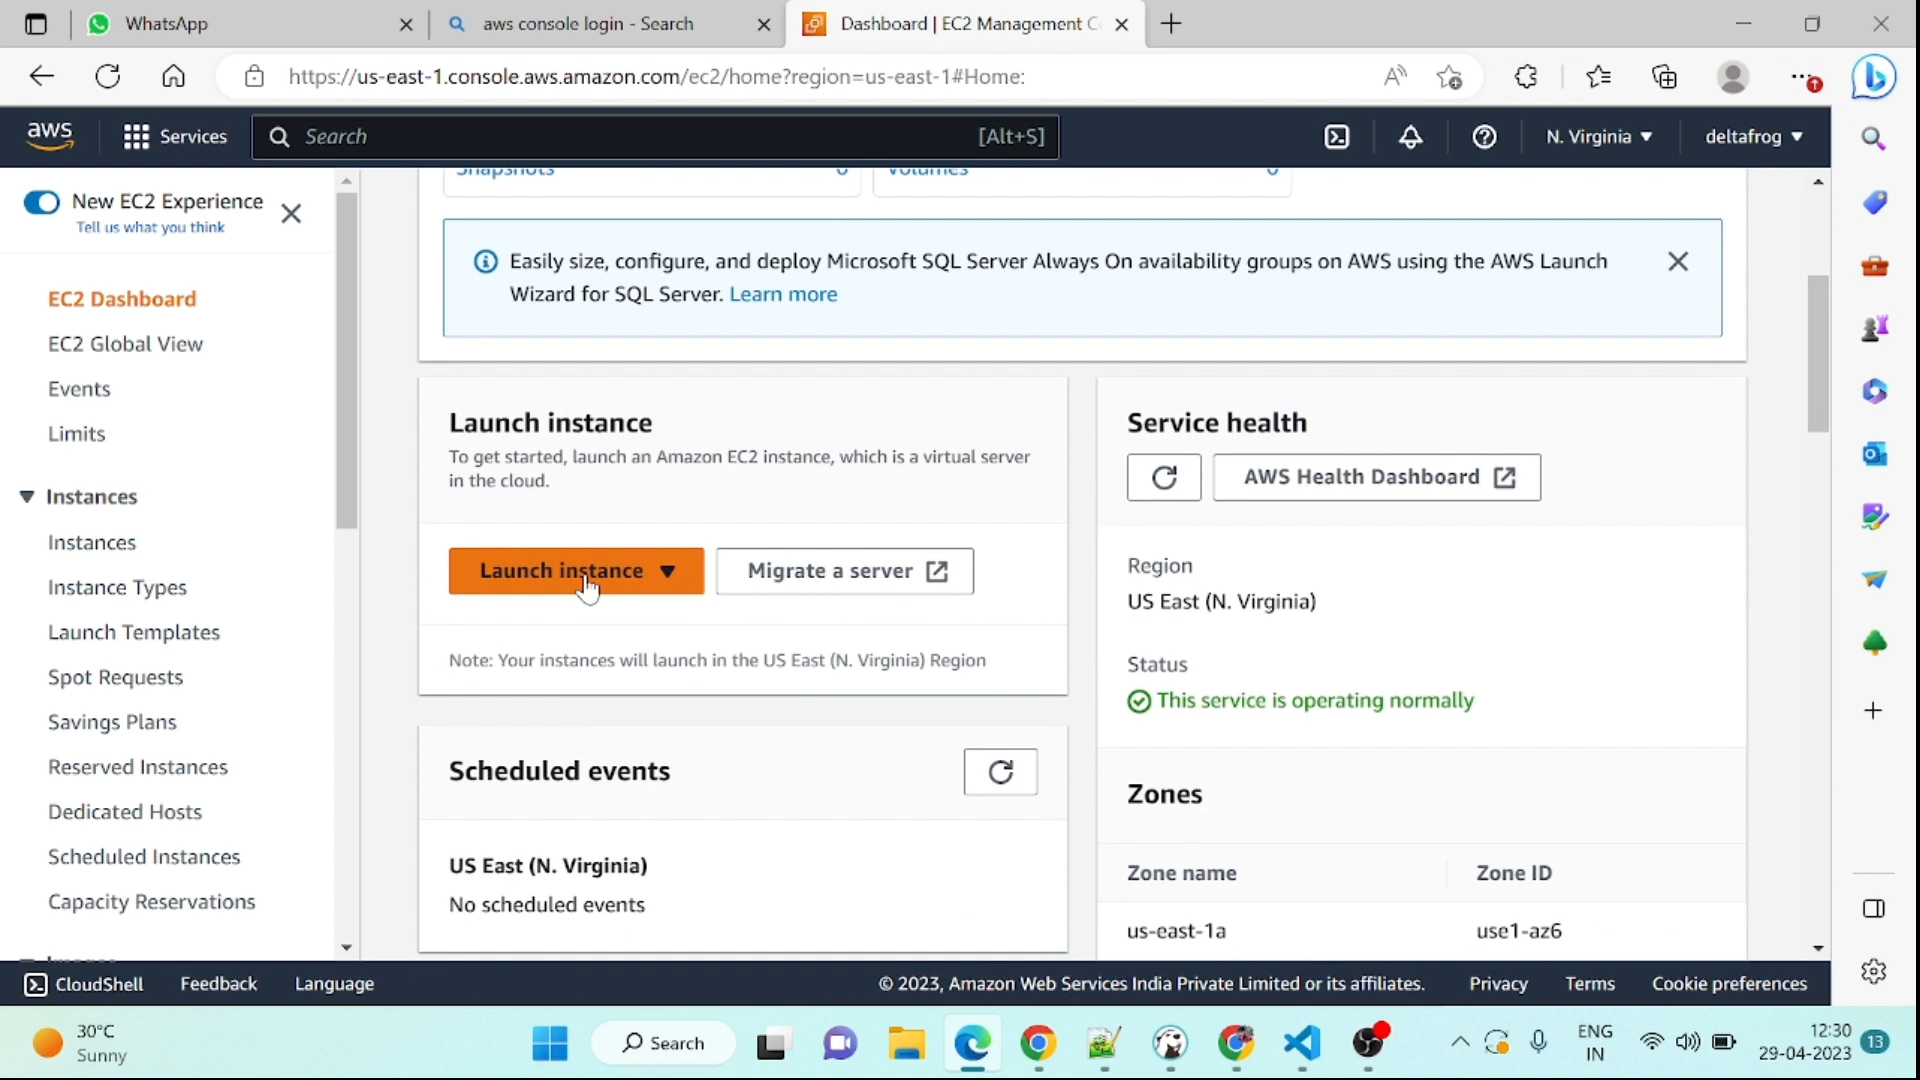 WhatsApp
aws console login - Search
Dashboard | EC2 Management C
https://us-east-1.console.aws.amazon.com/ec2/home?region=us-east-1#Home:
aws
Services
Search
[Alt+S]
N. Virginia
deltafrog
New EC2 Experience
Tell us what you think
EC2 Dashboard
EC2 Global View
Events
Limits
Instances
Instances
Instance Types
Launch Templates
Spot Requests
Savings Plans
Reserved Instances
Dedicated Hosts
Scheduled Instances
Capacity Reservations
Snapshots 0
Volumes 0
Easily size, configure, and deploy Microsoft SQL Server Always On availability groups on AWS using the AWS Launch
Wizard for SQL Server. Learn more
Launch instance
To get started, launch an Amazon EC2 instance, which is a virtual server
in the cloud.
Launch instance
Migrate a server
Note: Your instances will launch in the US East (N. Virginia) Region
Scheduled events
US East (N. Virginia)
No scheduled events
Service health
AWS Health Dashboard
Region
US East (N. Virginia)
Status
This service is operating normally
Zones
Zone name
Zone ID
us-east-1a
use1-az6
CloudShell
Feedback
Language
© 2023, Amazon Web Services India Private Limited or its affiliates.
Privacy
Terms
Cookie preferences
30°C
Sunny
Search
ENG
IN
12:30
29-04-2023
13